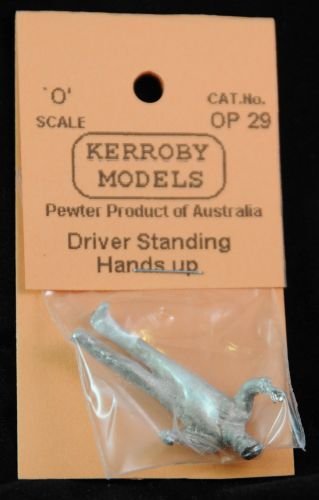 'O' CAT.No.
SCALE OP 29
KERROBY
MODELS
Pewter Product of Australia
Driver Standing
Hands up